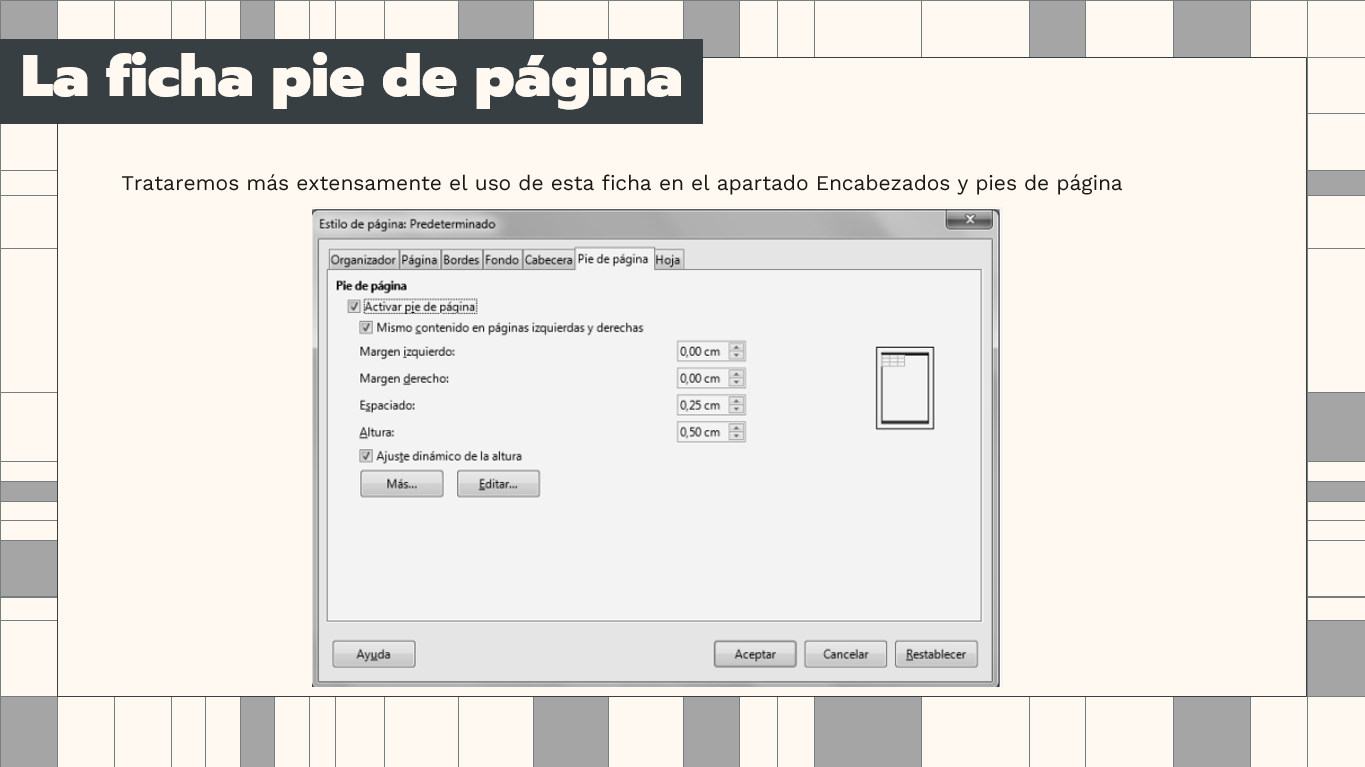 La ficha pie de página
Trataremos más extensamente el uso de esta ficha en el apartado Encabezados y pies de página
Estilo de página: Predeterminado
Organizador Página Bordes Fondo Cabecera Pie de página Hoja
Pie de página
Activar pie de página
Mismo contenido en páginas izquierdas y derechas
Margen izquierdo: 0,00 cm
Margen derecho: 0,00 cm
Espaciado: 0,25 cm
Altura: 0,50 cm
Ajuste dinámico de la altura
Más... Editar...
Ayuda Aceptar Cancelar Restablecer